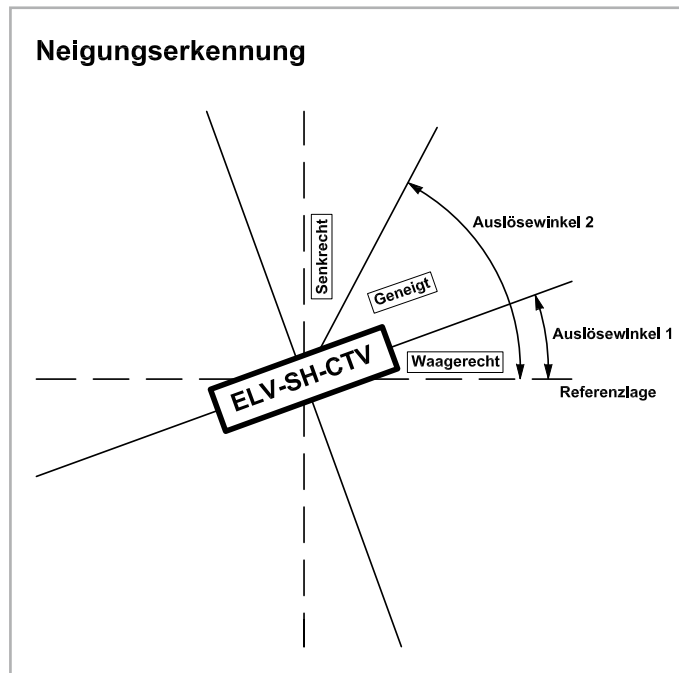 Neigungserkennung
Auslösewinkel 2
Senkrecht
Geneigt
Auslösewinkel 1
Waagerecht
ELV-SH-CTV
Referenzlage